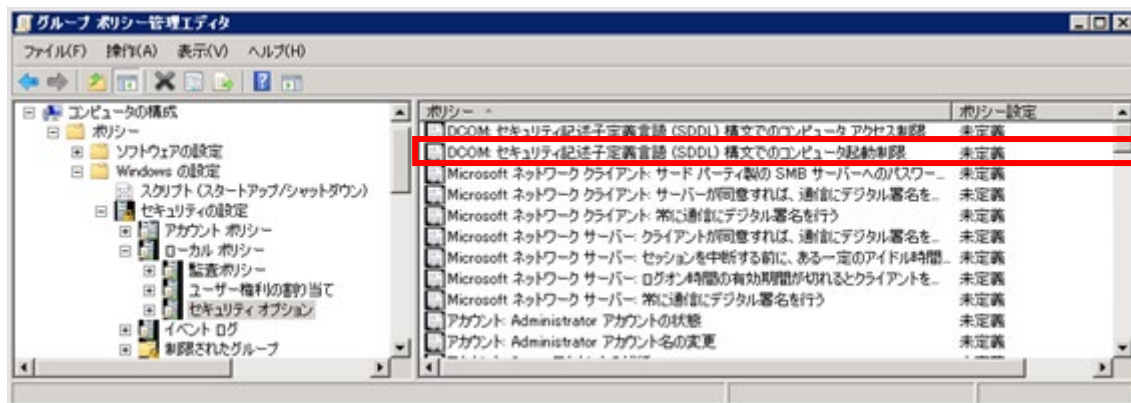 グループ ポリシー管理エディタ
ファイル(F) 操作(A) 表示(V) ヘルプ(H)
コンピュータの構成
ポリシー
ソフトウェアの設定
Windows の設定
スクリプト (スタートアップ/シャットダウン)
セキュリティの設定
アカウント ポリシー
ローカル ポリシー
監査ポリシー
ユーザー権利の割り当て
セキュリティ オプション
イベント ログ
制限されたグループ
ポリシー ポリシー設定
DCOM: セキュリティ記述子定義言語 (SDDL) 構文でのコンピュータ アクセス制限 未定義
DCOM: セキュリティ記述子定義言語 (SDDL) 構文でのコンピュータ起動制限 未定義
Microsoft ネットワーク クライアント: サード パーティ製の SMB サーバーへのパスワー... 未定義
Microsoft ネットワーク クライアント: サーバーが同意すれば、通信にデジタル署名を... 未定義
Microsoft ネットワーク クライアント: 常に通信にデジタル署名を行う 未定義
Microsoft ネットワーク サーバー: クライアントが同意すれば、通信にデジタル署名を... 未定義
Microsoft ネットワーク サーバー: セッションを中断する前に、ある一定のアイドル時間... 未定義
Microsoft ネットワーク サーバー: ログオン時間の有効期間が切れるとクライアントを... 未定義
Microsoft ネットワーク サーバー: 常に通信にデジタル署名を行う 未定義
アカウント: Administrator アカウントの状態 未定義
アカウント: Administrator アカウント名の変更 未定義